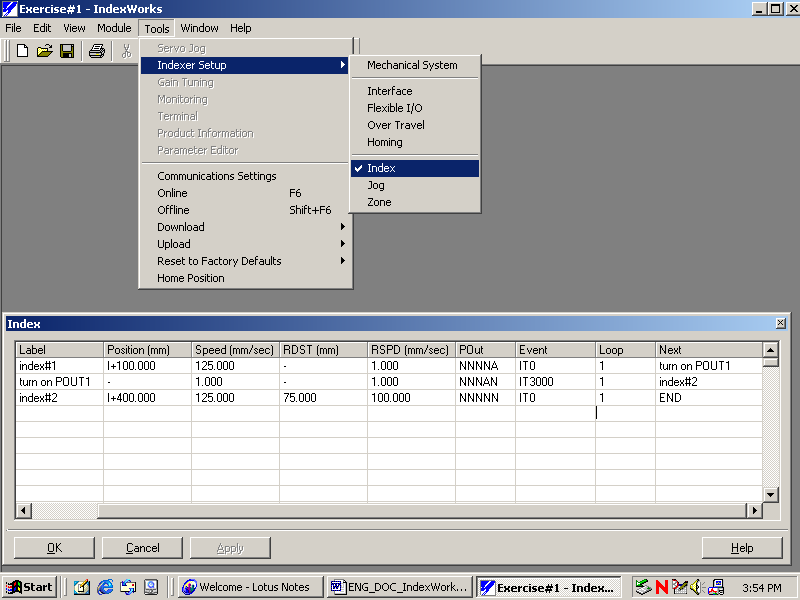 Exercise#1 - IndexWorks
File Edit View Module Tools Window Help
Servo Jog
Indexer Setup
Gain Tuning
Monitoring
Terminal
Product Information
Parameter Editor
Communications Settings
Online F6
Offline Shift+F6
Download
Upload
Reset to Factory Defaults
Home Position
Mechanical System
Interface
Flexible I/O
Over Travel
Homing
Index
Jog
Zone
Index
Label Position (mm) Speed (mm/sec) RDST (mm) RSPD (mm/sec) POut Event Loop Next
index#1 I+100.000 125.000 - 1.000 NNNNA IT0 1 turn on POUT1
turn on POUT1 - 1.000 - 1.000 NNNAN IT3000 1 index#2
index#2 I+400.000 125.000 75.000 100.000 NNNNN IT0 1 END
OK Cancel Apply Help
Start Welcome - Lotus Notes ENG_DOC_IndexWork... Exercise#1 - Index... 3:54 PM